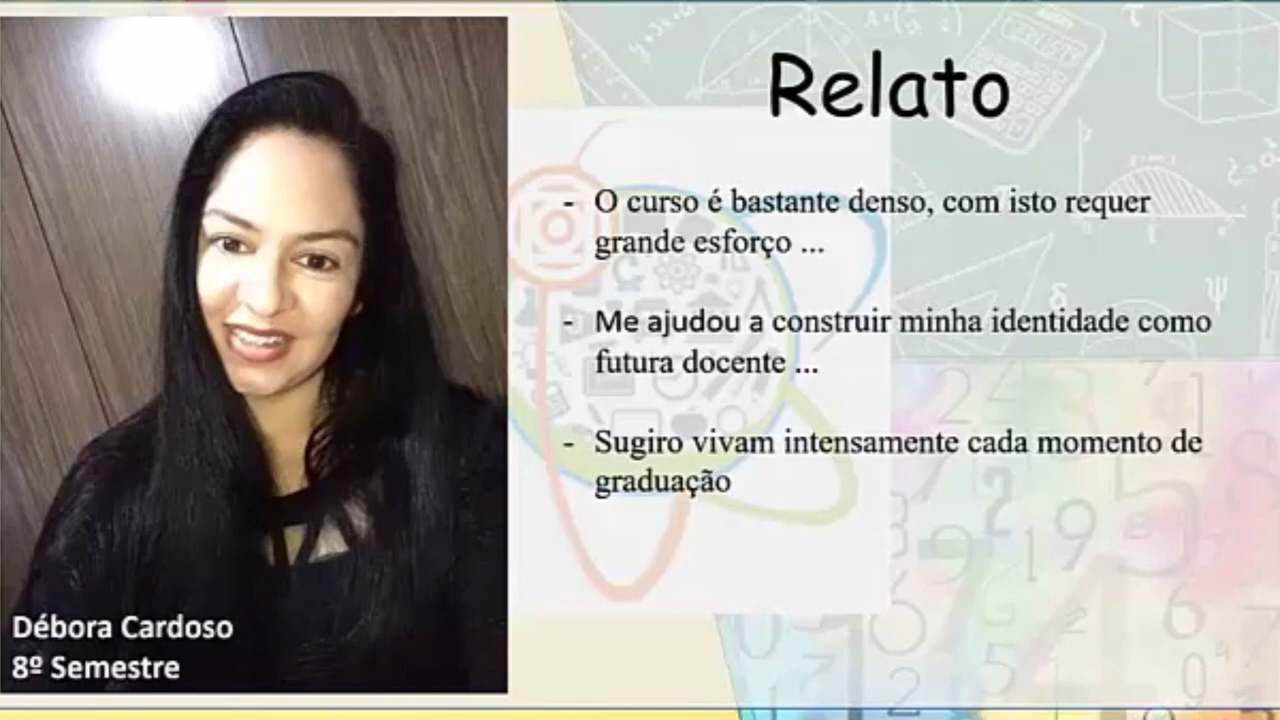 Relato
- O curso é bastante denso, com isto requer
grande esforço ...
- Me ajudou a construir minha identidade como
futura docente ...
- Sugiro vivam intensamente cada momento de
graduação
Débora Cardoso
8º Semestre